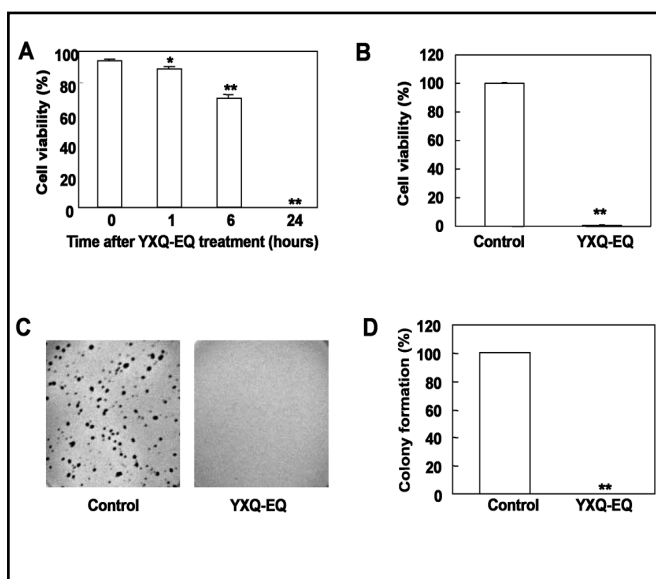 A
Cell viability (%)
100
80
60
40
20
0
*
**
**
0 1 6 24
Time after YXQ-EQ treatment (hours)
B
Cell viability (%)
120
100
80
60
40
20
0
**
Control YXQ-EQ
C
Control YXQ-EQ
D
Colony formation (%)
120
100
80
60
40
20
0
**
Control YXQ-EQ